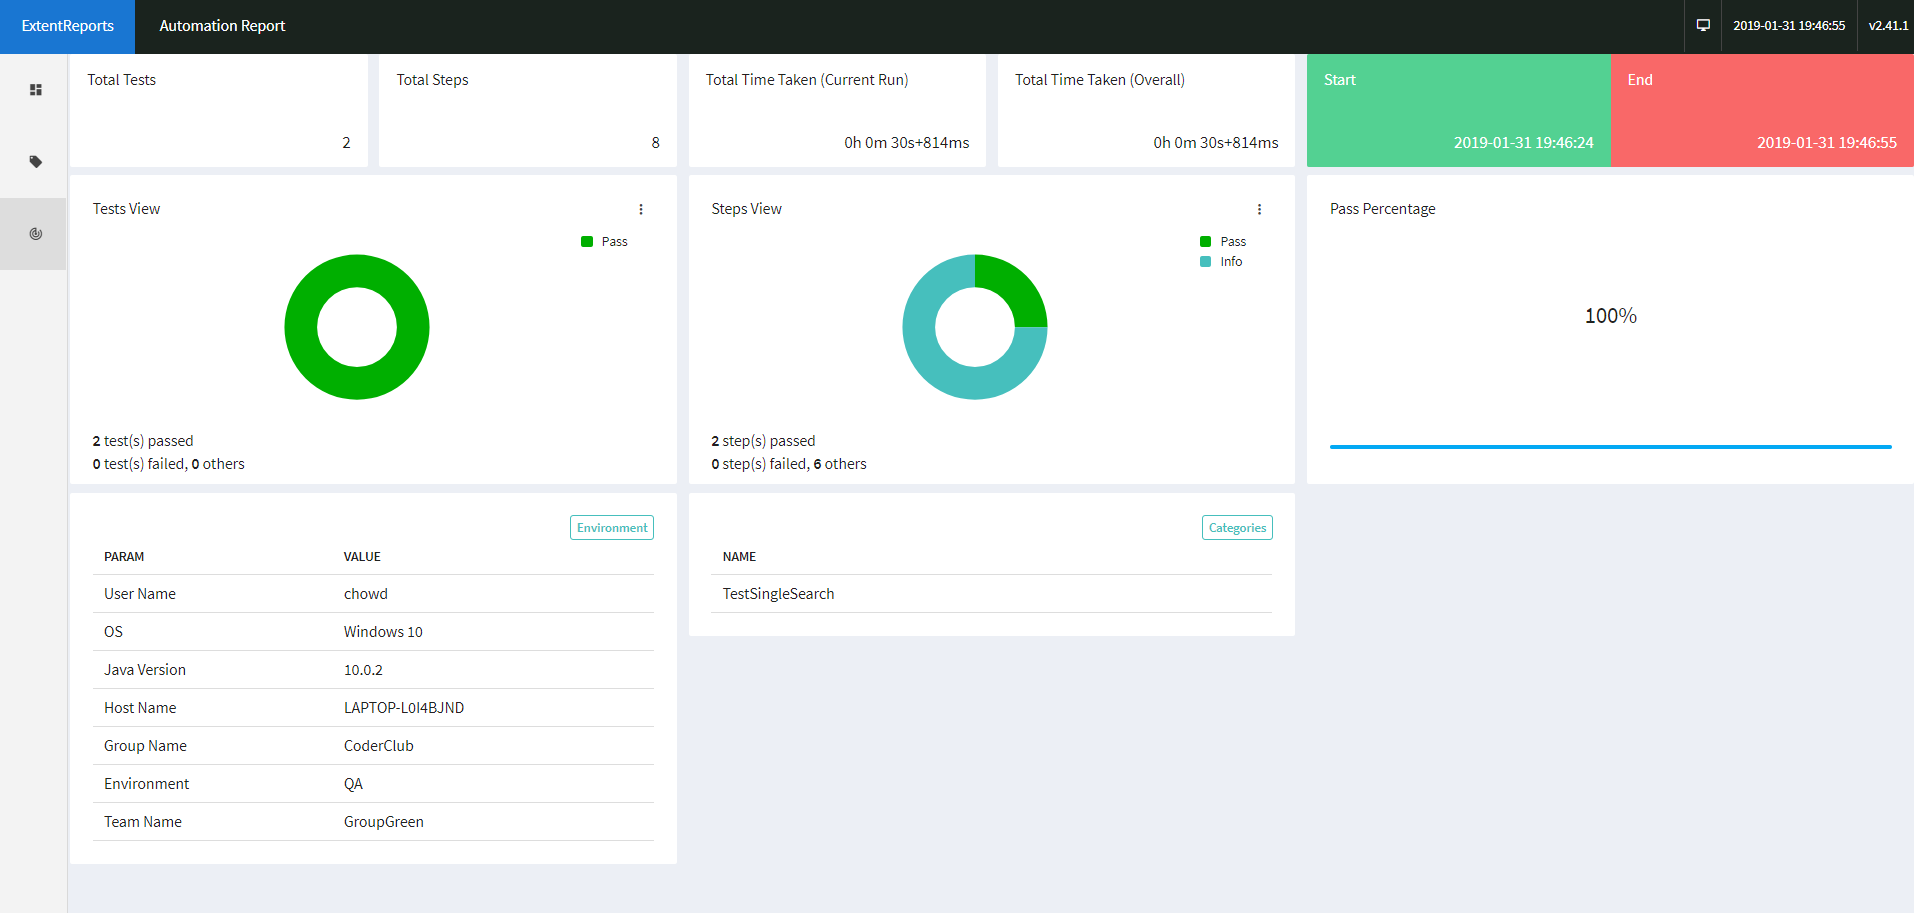 ExtentReports
Automation Report
2019-01-31 19:46:55
v2.41.1
Total Tests
2
Total Steps
8
Total Time Taken (Current Run)
0h 0m 30s+814ms
Total Time Taken (Overall)
0h 0m 30s+814ms
Start
2019-01-31 19:46:24
End
2019-01-31 19:46:55
Tests View
Pass
2 test(s) passed
0 test(s) failed, 0 others
Steps View
Pass
Info
2 step(s) passed
0 step(s) failed, 6 others
Pass Percentage
100%
Environment
PARAM VALUE
User Name chowd
OS Windows 10
Java Version 10.0.2
Host Name LAPTOP-L0I4BJND
Group Name CoderClub
Environment QA
Team Name GroupGreen
Categories
NAME
TestSingleSearch